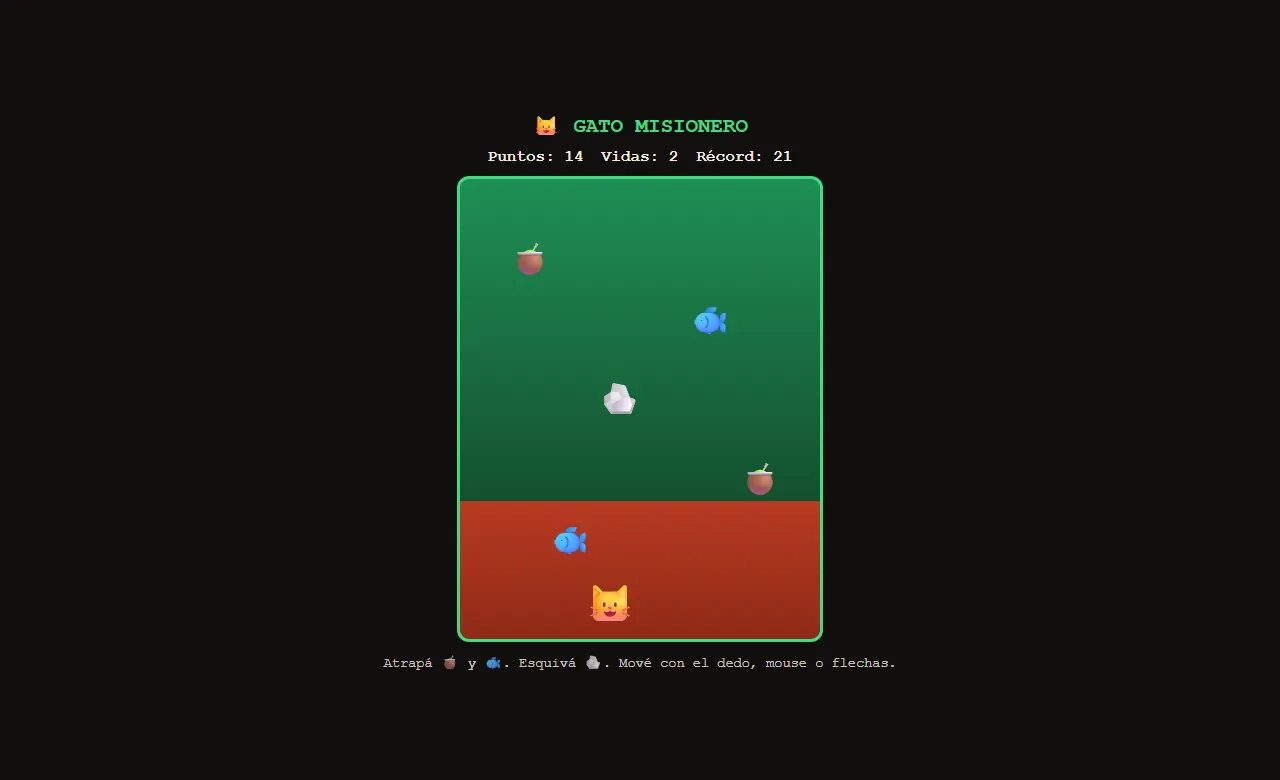 GATO MISIONERO
Puntos: 14 Vidas: 2 Récord: 21
Atrapá 🧉 y 🐟. Esquivá 🪨. Mové con el dedo, mouse o flechas.